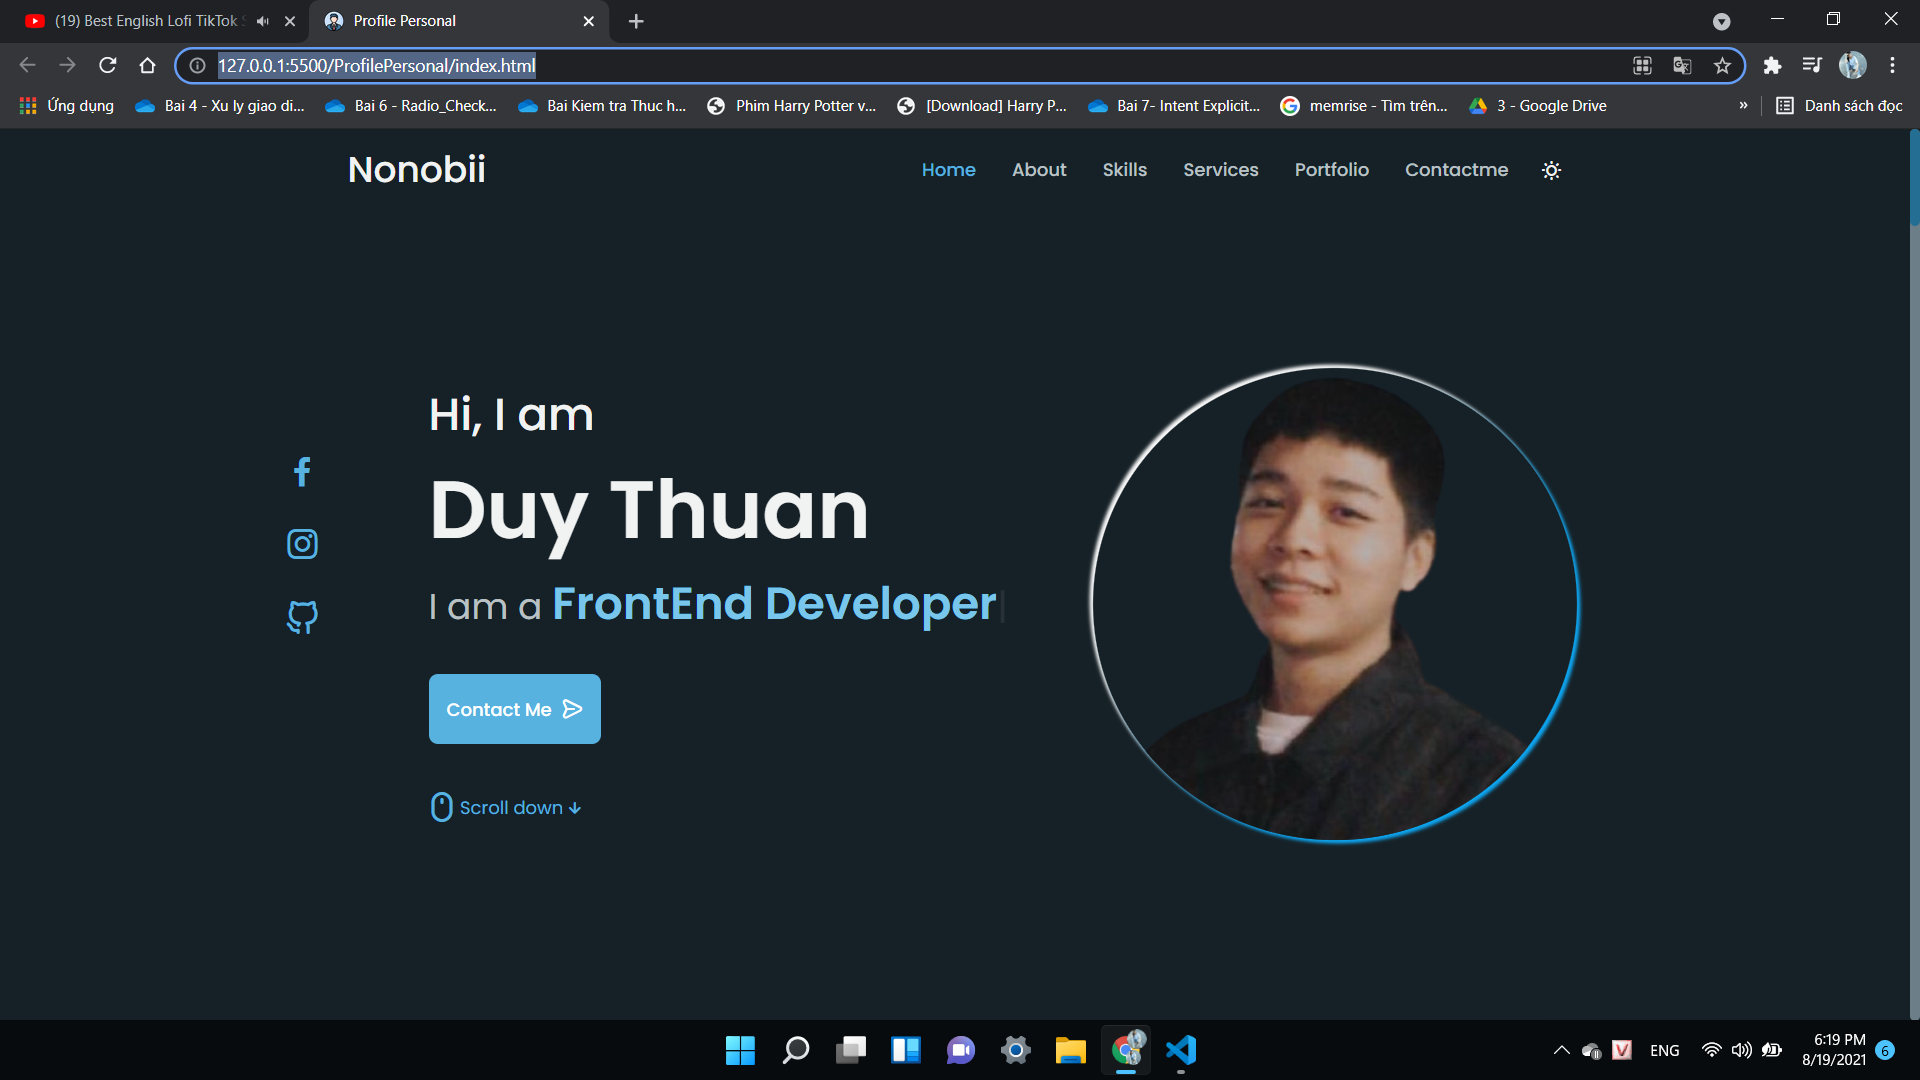 (19) Best English Lofi TikTok
Profile Personal
127.0.0.1:5500/ProfilePersonal/index.html
Ứng dụng
Bai 4 - Xu ly giao di...
Bai 6 - Radio_Check...
Bai Kiem tra Thuc h...
Phim Harry Potter v...
[Download] Harry P...
Bai 7- Intent Explicit...
memrise - Tìm trên...
3 - Google Drive
»
Danh sách đọc
Nonobii
Home
About
Skills
Services
Portfolio
Contactme
Hi, I am
Duy Thuan
I am a FrontEnd Developer
Contact Me
Scroll down
ENG
6:19 PM
8/19/2021
6